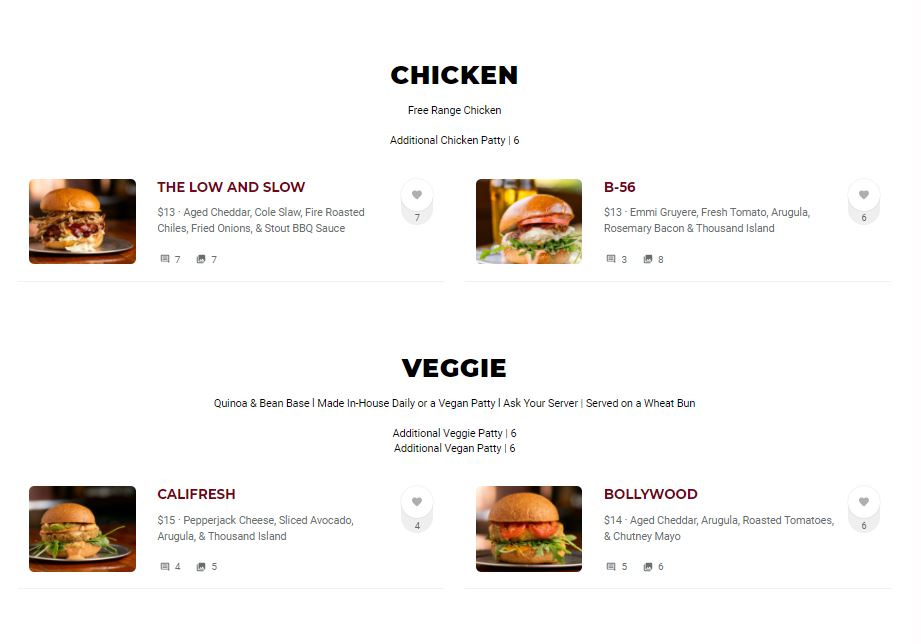 CHICKEN
Free Range Chicken
Additional Chicken Patty | 6
THE LOW AND SLOW
$13 · Aged Cheddar, Cole Slaw, Fire Roasted
Chiles, Fried Onions, & Stout BBQ Sauce
7
7 7
B-56
$13 · Emmi Gruyere, Fresh Tomato, Arugula,
Rosemary Bacon & Thousand Island
6
3 8
VEGGIE
Quinoa & Bean Base l Made In-House Daily or a Vegan Patty l Ask Your Server | Served on a Wheat Bun
Additional Veggie Patty | 6
Additional Vegan Patty | 6
CALIFRESH
$15 · Pepperjack Cheese, Sliced Avocado,
Arugula, & Thousand Island
4
4 5
BOLLYWOOD
$14 · Aged Cheddar, Arugula, Roasted Tomatoes,
& Chutney Mayo
6
5 6